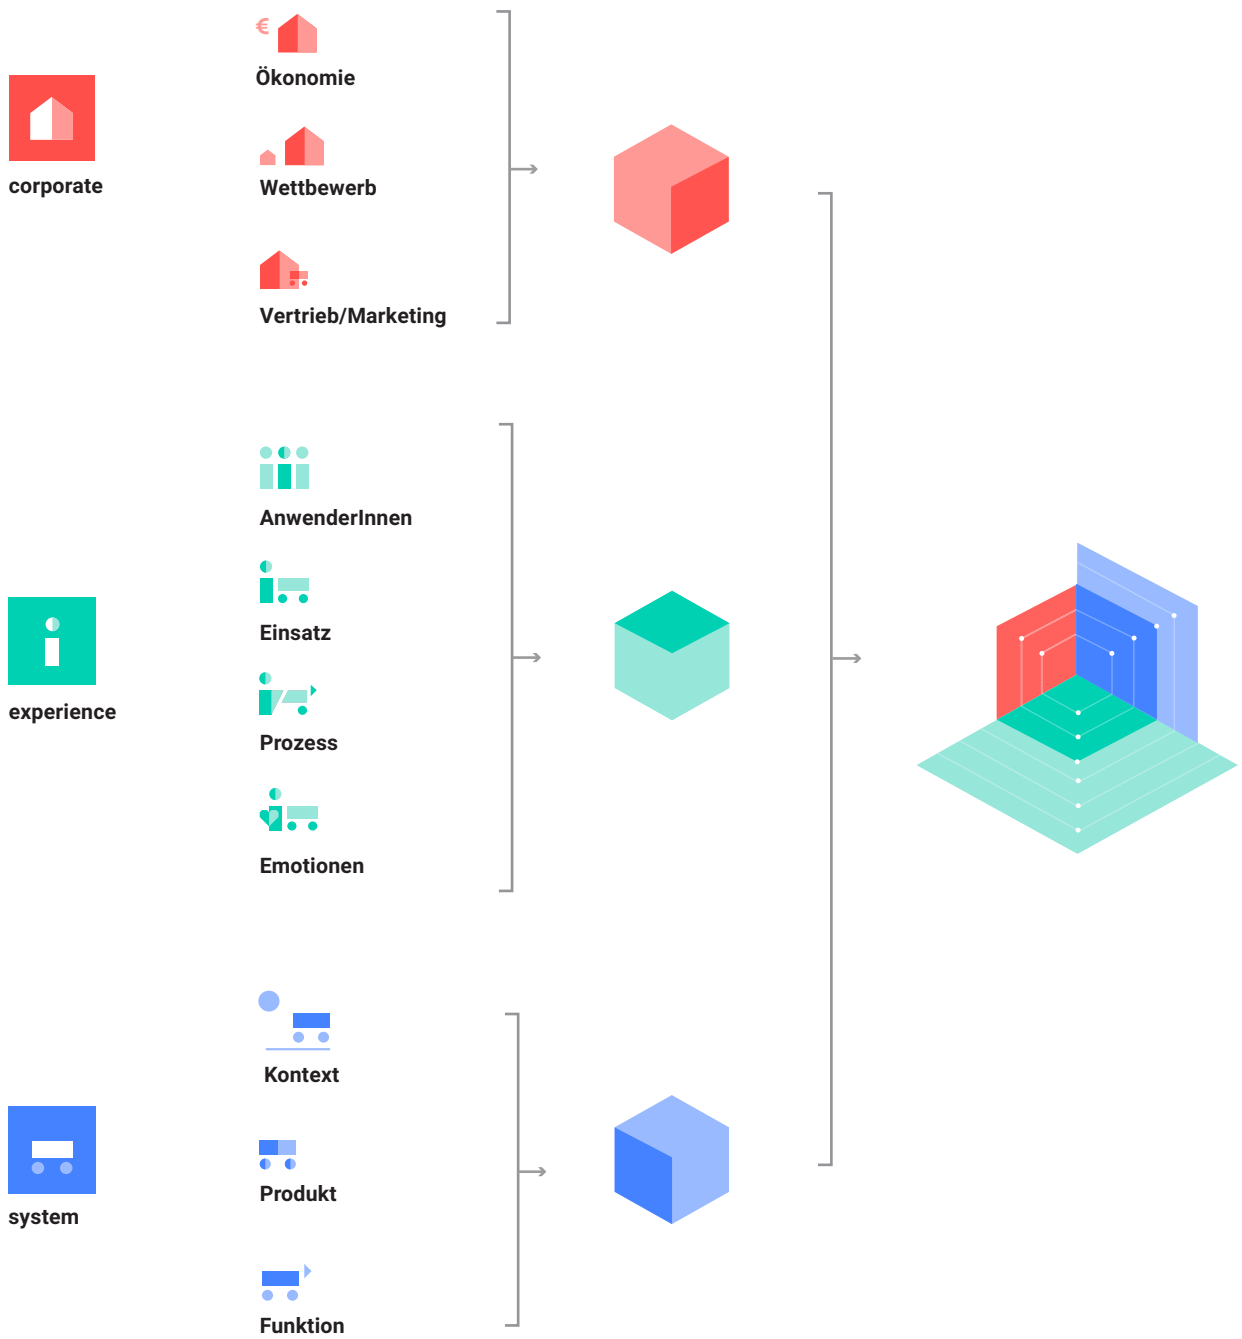 €
Ökonomie
corporate
Wettbewerb
Vertrieb/Marketing
AnwenderInnen
Einsatz
experience
Prozess
Emotionen
Kontext
Produkt
system
Funktion